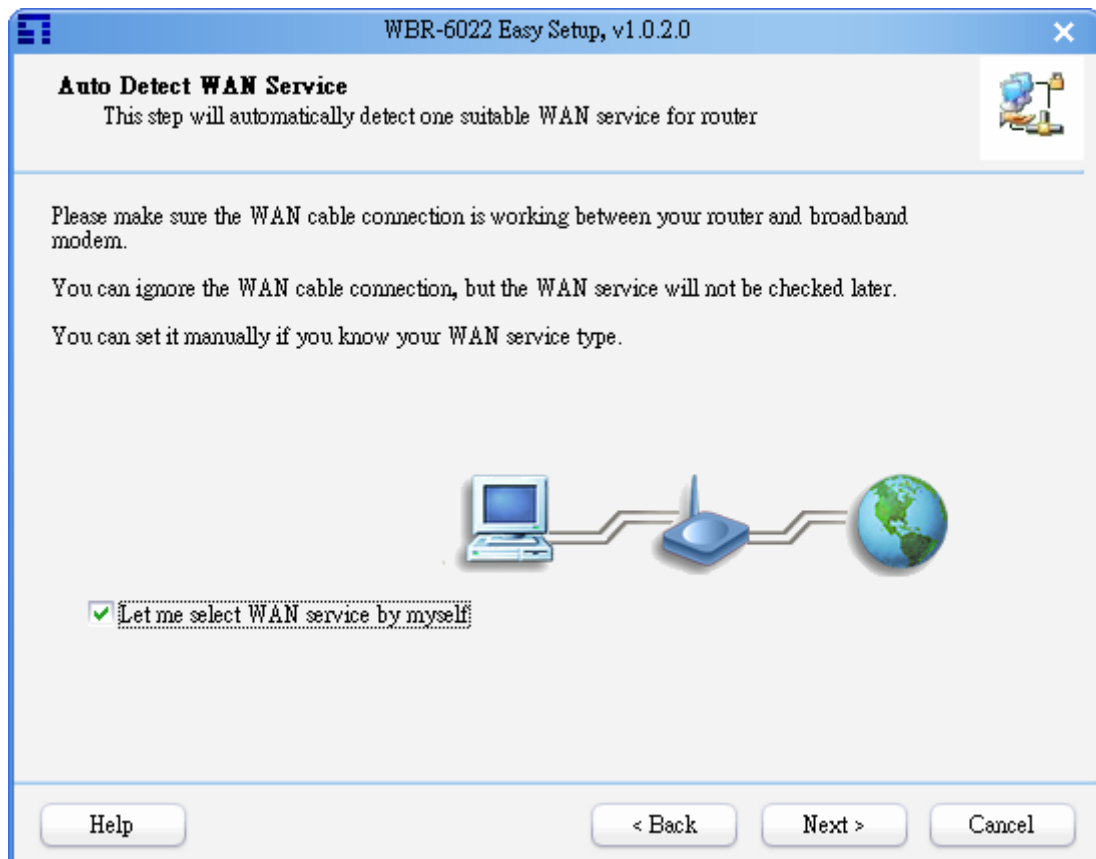 WBR-6022 Easy Setup, v1.0.2.0
Auto Detect WAN Service
This step will automatically detect one suitable WAN service for router
Please make sure the WAN cable connection is working between your router and broadband
modem.
You can ignore the WAN cable connection, but the WAN service will not be checked later.
You can set it manually if you know your WAN service type.
Let me select WAN service by myself
Help
< Back
Next >
Cancel